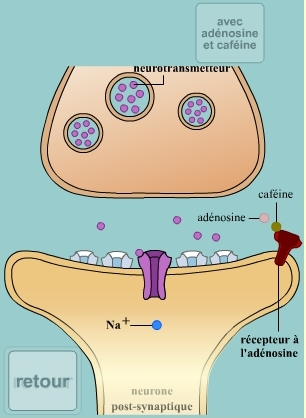 avec
adénosine
et caféine
neurotransmetteur
caféine
adénosine
Na+
récepteur à
l'adénosine
retour
neurone
post-synaptique